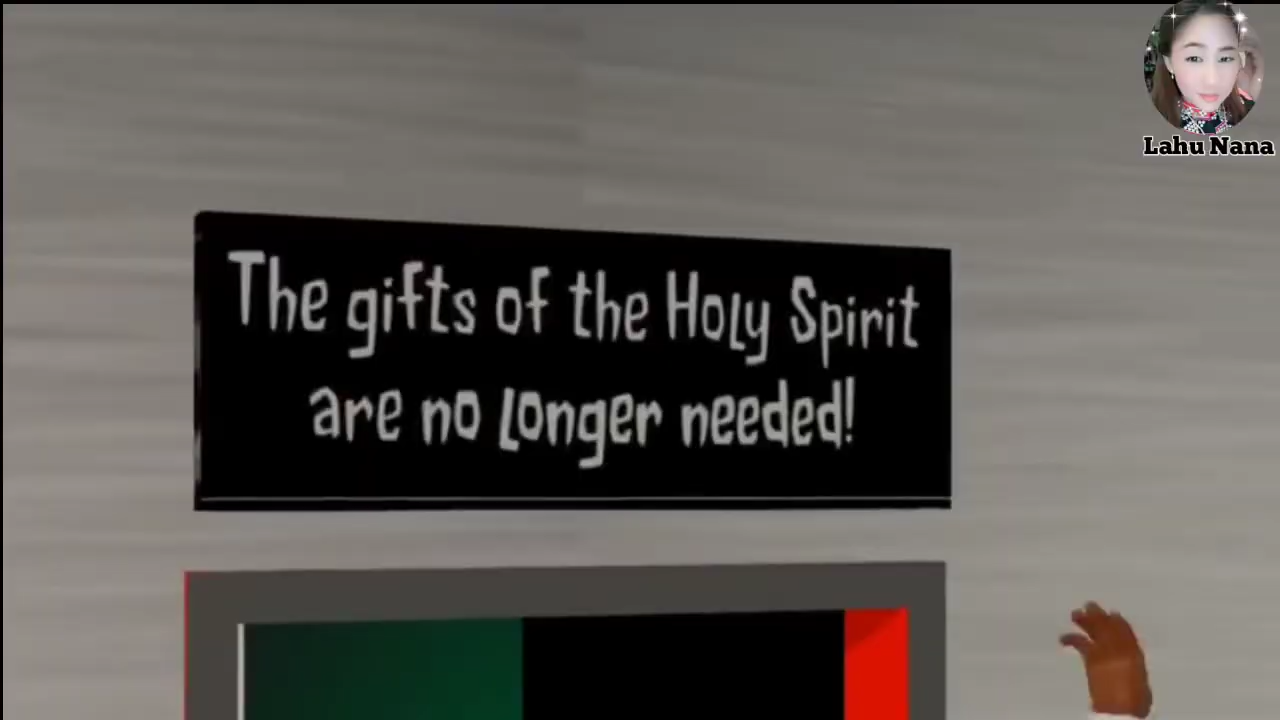 Lahu Nana
The gifts of the Holy Spirit
are no longer needed!